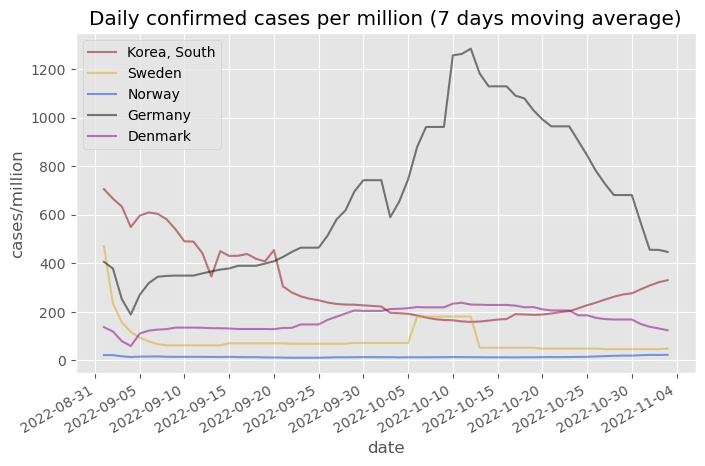 Daily confirmed cases per million (7 days moving average)
Korea, South
Sweden
Norway
Germany
Denmark
1200
1000
800
600
400
200
0
cases/million
2022-08-31
2022-09-05
2022-09-10
2022-09-15
2022-09-20
2022-09-25
2022-09-30
2022-10-05
2022-10-10
2022-10-15
2022-10-20
2022-10-25
2022-10-30
2022-11-04
date